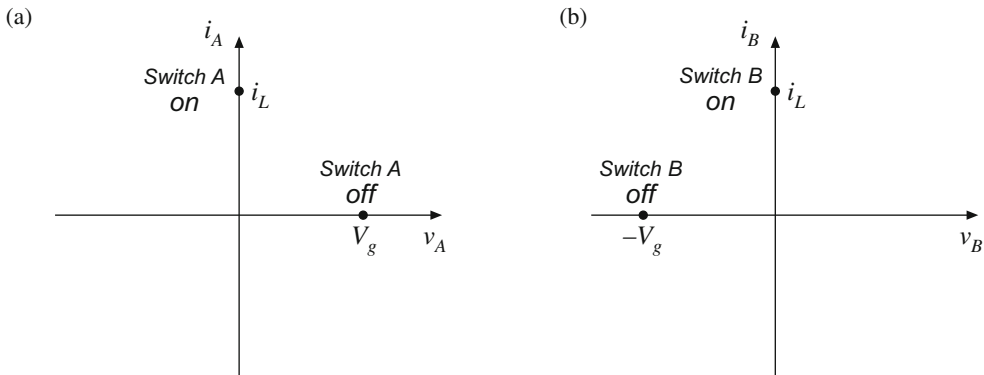 (a)
i_A
Switch A
on
i_L
Switch A
off
V_g
v_A
(b)
i_B
Switch B
on
i_L
Switch B
off
–V_g
v_B